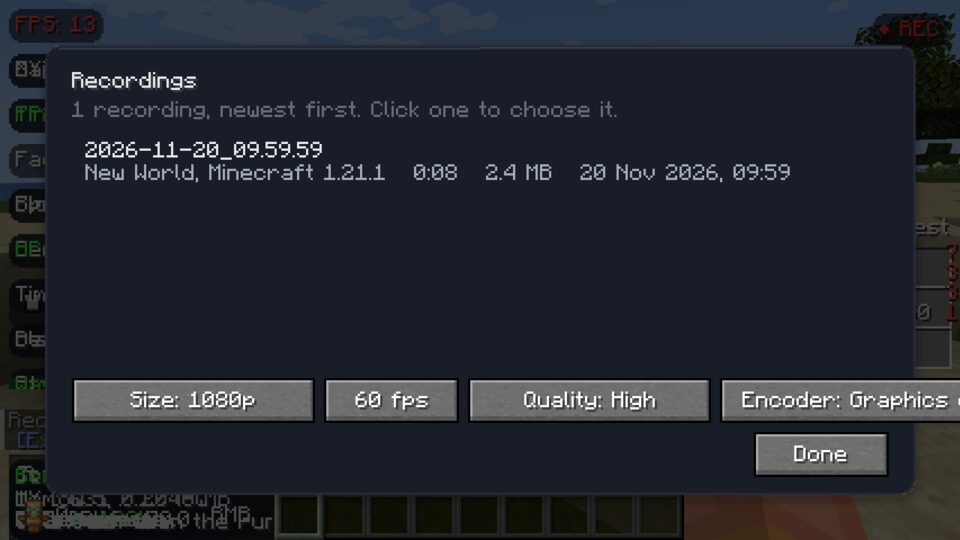 FPS: 13
REC
Recordings
1 recording, newest first. Click one to choose it.
2026-11-20_09.59.59
New World, Minecraft 1.21.1 0:08 2.4 MB 20 Nov 2026, 09:59
Size: 1080p
60 fps
Quality: High
Encoder: Graphics
Done